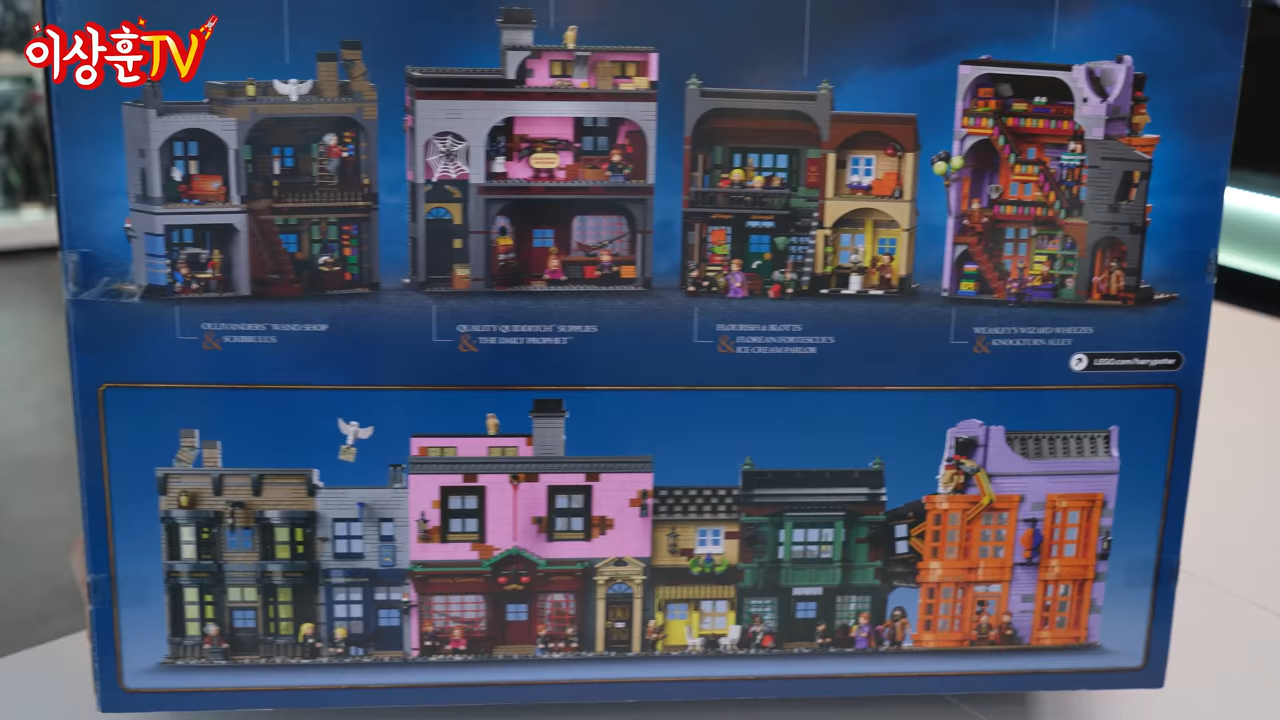 이상훈TV
OLLIVANDERS™ WAND SHOP
& SCRIBBULUS
QUALITY QUIDDITCH™ SUPPLIES
& THE DAILY PROPHET™
FLOURISH & BLOTTS
& FLOREAN FORTESCUE'S
ICE CREAM PARLOR
WEASLEYS' WIZARD WHEEZES
& KNOCKTURN ALLEY
LEGO.com/harrypotter